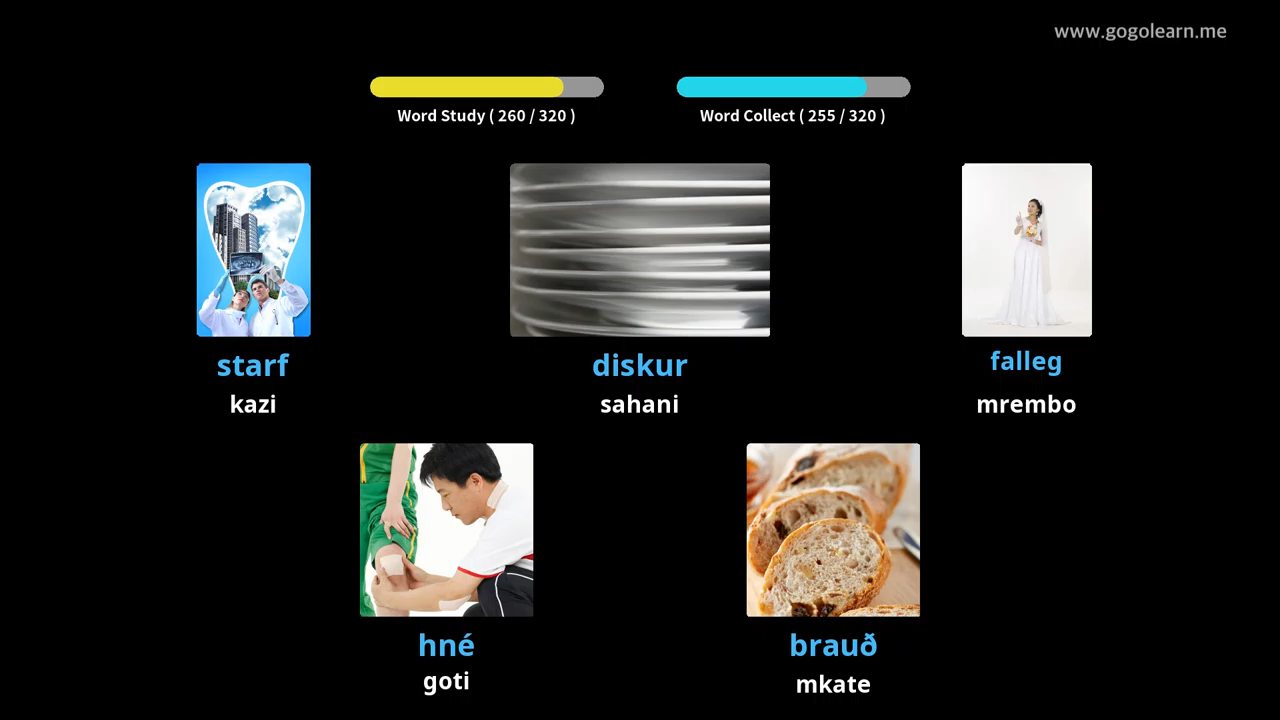 www.gogolearn.me
Word Study ( 260 / 320 )
Word Collect ( 255 / 320 )
starf
kazi
diskur
sahani
falleg
mrembo
hné
goti
brauð
mkate